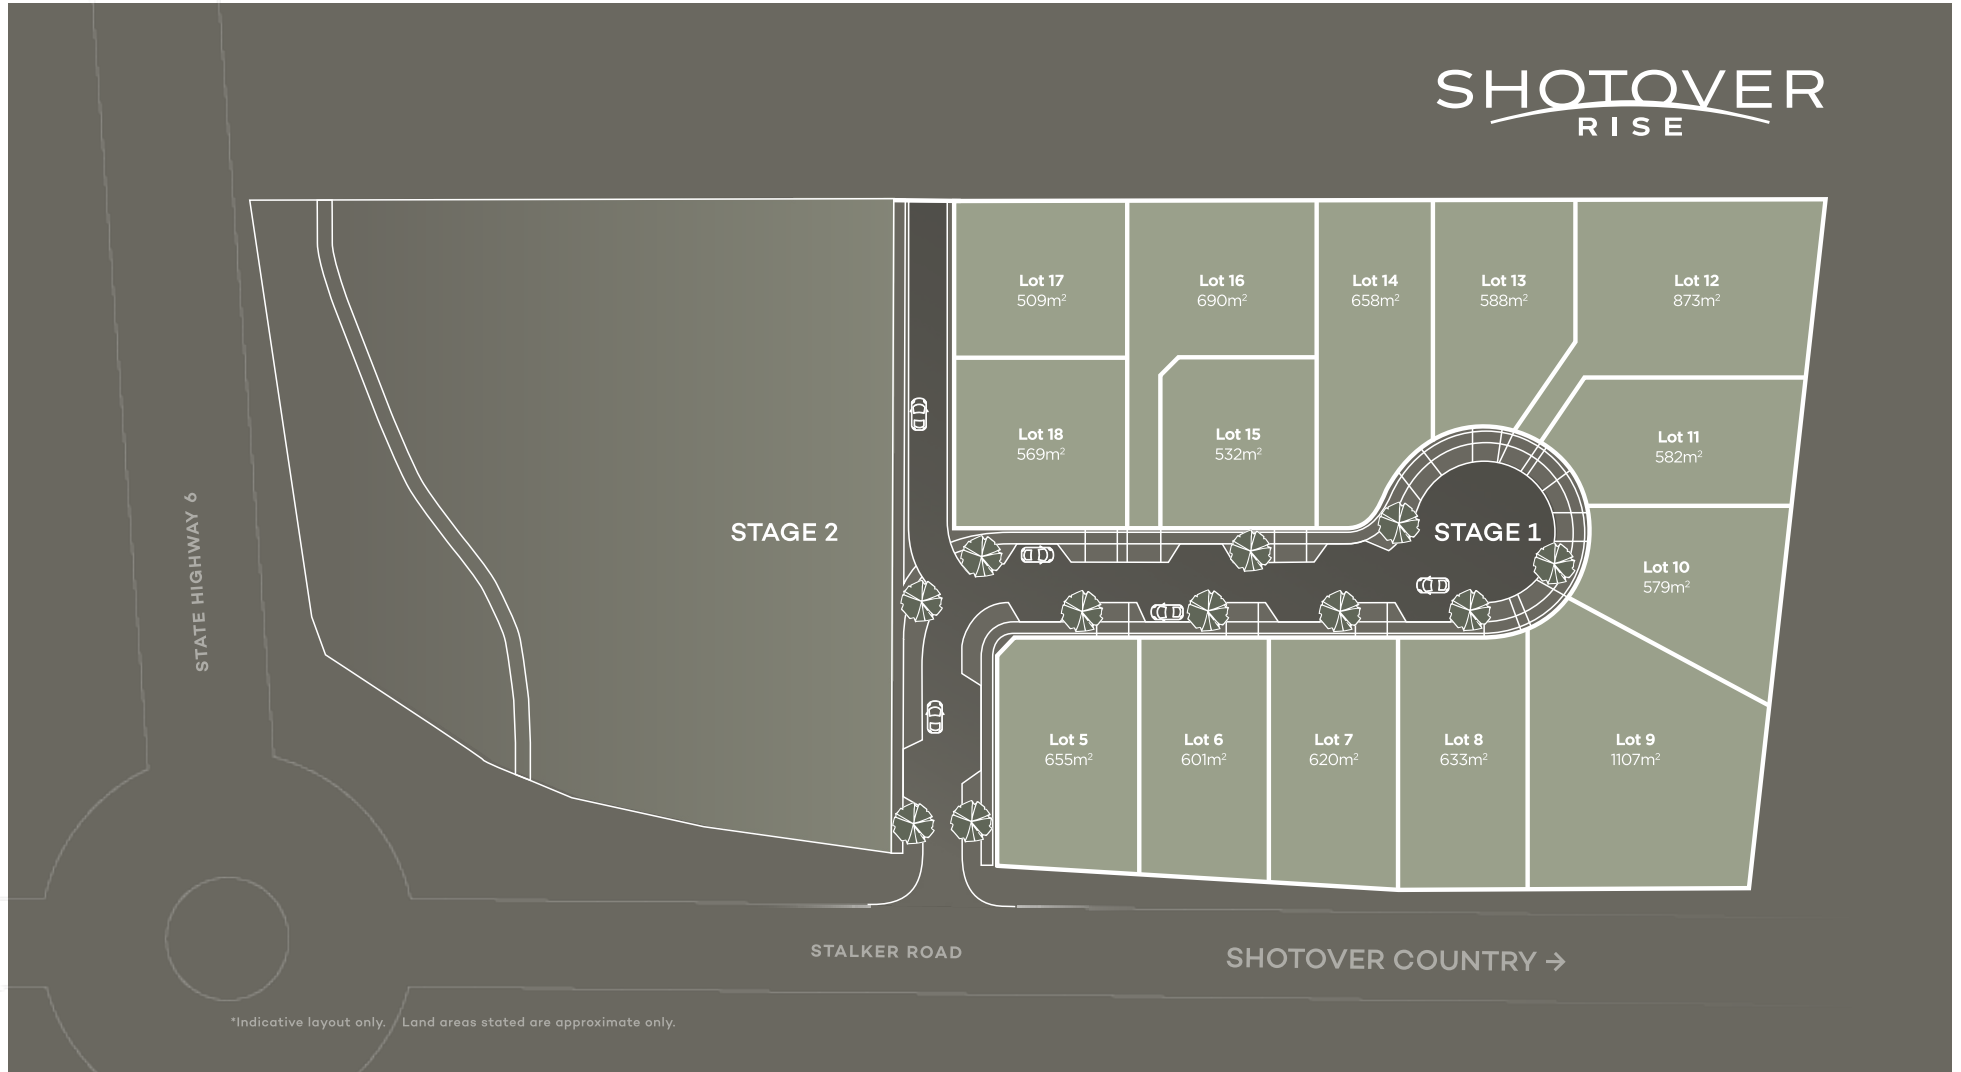 SHOTOVER
RISE
Lot 17
509m²
Lot 16
690m²
Lot 14
658m²
Lot 13
588m²
Lot 12
873m²
Lot 18
569m²
Lot 15
532m²
Lot 11
582m²
STAGE 2
STAGE 1
Lot 10
579m²
STATE HIGHWAY 6
Lot 5
655m²
Lot 6
601m²
Lot 7
620m²
Lot 8
633m²
Lot 9
1107m²
STALKER ROAD
SHOTOVER COUNTRY →
*Indicative layout only. Land areas stated are approximate only.